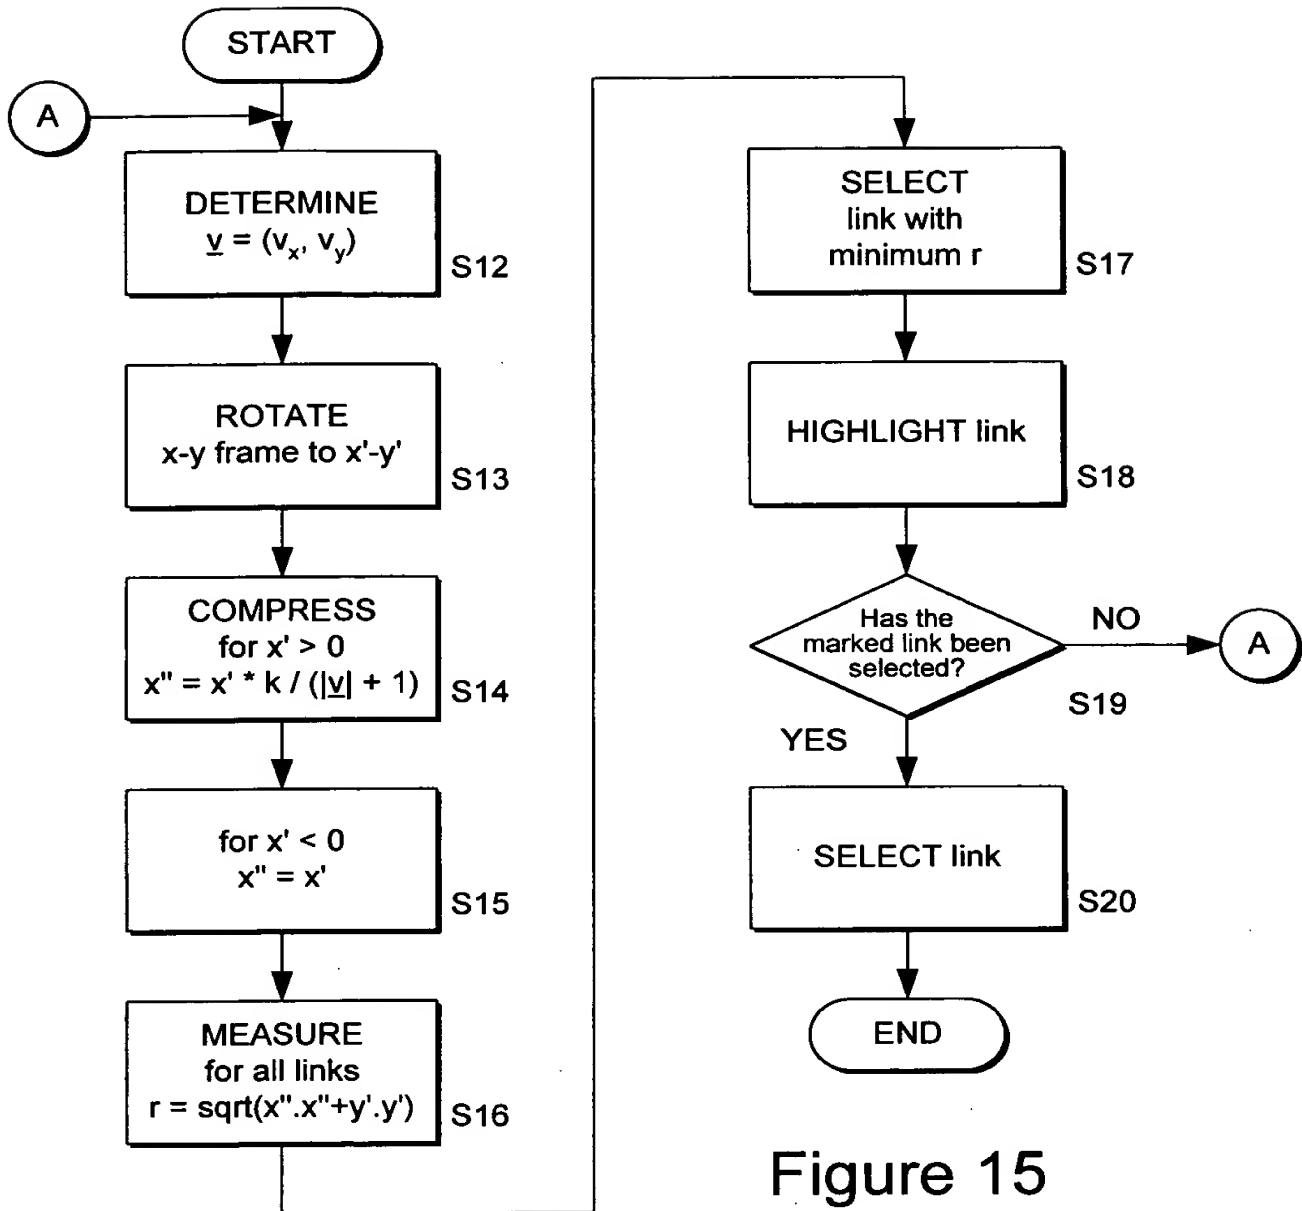 START
A
DETERMINE
v = (vx, vy)
S12
ROTATE
x-y frame to x'-y'
S13
COMPRESS
for x' > 0
x'' = x' * k / (|v| + 1)
S14
for x' < 0
x'' = x'
S15
MEASURE
for all links
r = sqrt(x''.x''+y'.y')
S16
SELECT
link with
minimum r
S17
HIGHLIGHT link
S18
Has the
marked link been
selected?
NO
A
S19
YES
SELECT link
S20
END
Figure 15